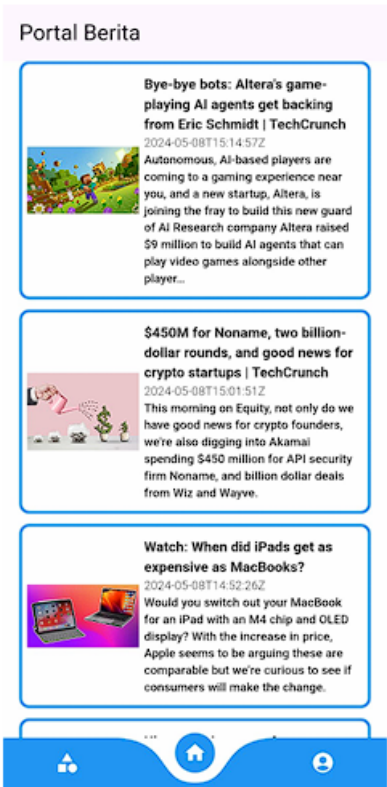 Portal Berita
Bye-bye bots: Altera's game-
playing AI agents get backing
from Eric Schmidt | TechCrunch
2024-05-08T15:14:57Z
Autonomous, AI-based players are
coming to a gaming experience near
you, and a new startup, Altera, is
joining the fray to build this new guard
of AI Research company Altera raised
$9 million to build AI agents that can
play video games alongside other
player…
$450M for Noname, two billion-
dollar rounds, and good news for
crypto startups | TechCrunch
2024-05-08T15:01:51Z
This morning on Equity, not only do we
have good news for crypto founders,
we're also digging into Akamai
spending $450 million for API security
firm Noname, and billion dollar deals
from Wiz and Wayve.
Watch: When did iPads get as
expensive as MacBooks?
2024-05-08T14:52:26Z
Would you switch out your MacBook
for an iPad with an M4 chip and OLED
display? With the increase in price,
Apple seems to be arguing these are
comparable but we're curious to see if
consumers will make the change.